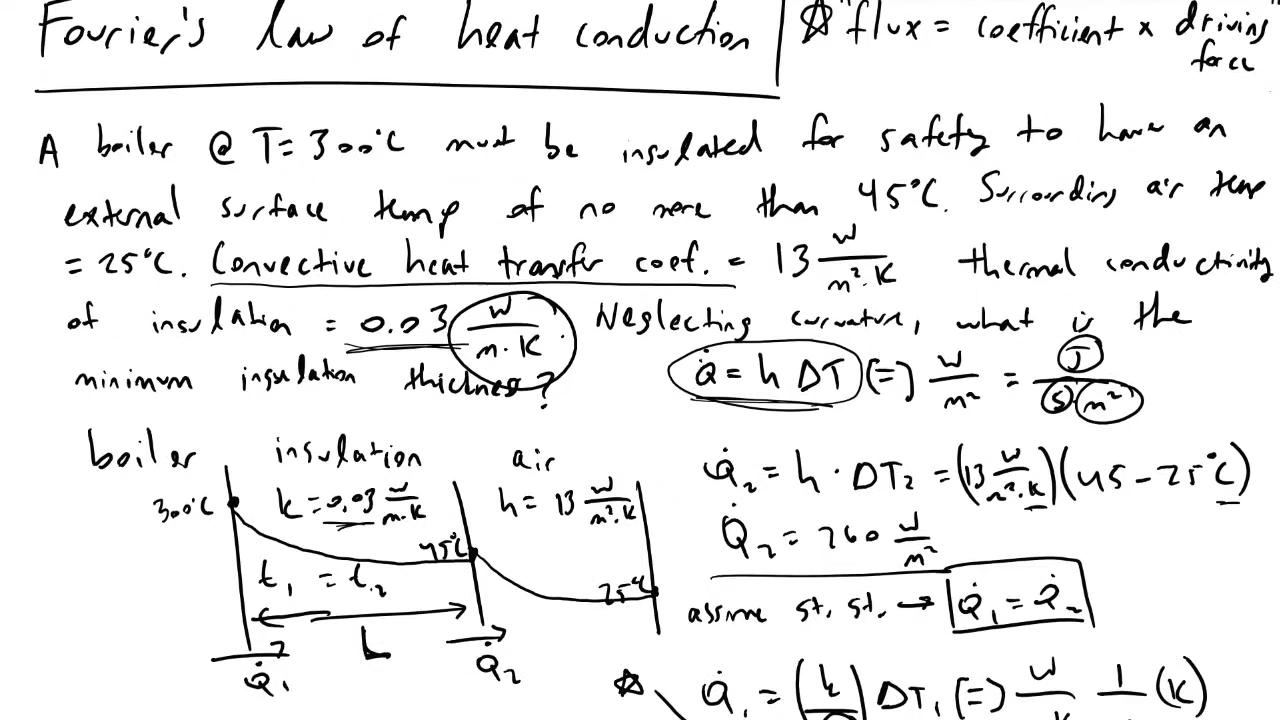 Fourier's law of heat conduction
☆ "flux = coefficient x driving force"
A boiler @ T = 300°C must be insulated for safety to have an
external surface temp of no more than 45°C. Surrounding air temp
= 25°C. Convective heat transfer coef. = 13 W/m²·K thermal conductivity
of insulation = 0.03 W/m·K. Neglecting curvature, what is the
minimum insulation thickness?
Q̇ = h DT (=) W/m² = J/s·m²
boiler insulation air
300°C k = 0.03 W/m·K h = 13 W/m²·K
45°C
25°C
t₁ = t₂
L
Q̇₁ Q̇₂
Q̇₂ = h · DT₂ = (13 W/m²·K)(45 - 25°C)
Q̇₂ = 260 W/m²
assume st. st. → Q̇₁ = Q̇₂
☆ Q̇₁ = (k/ ) DT₁ (=) W/ K 1/ (K)